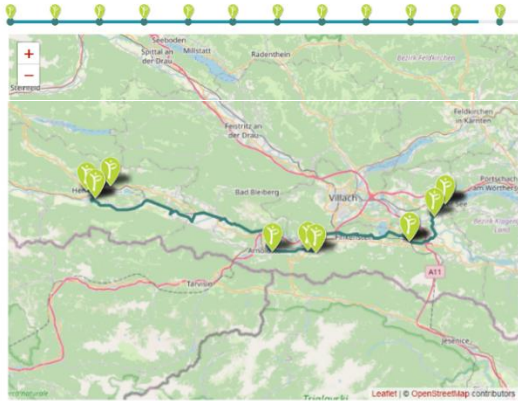 +
−
Seeboden
Spittal an
der Drau
Millstatt
Radenthein
Bezirk Feldkirchen
Feldkirchen
in Kärnten
Feistritz an
der Drau
Bad Bleiberg
Villach
Pörtschach
am Wörthers
Tarvisio
A11
Jesenice
Leaflet | © OpenStreetMap contributors